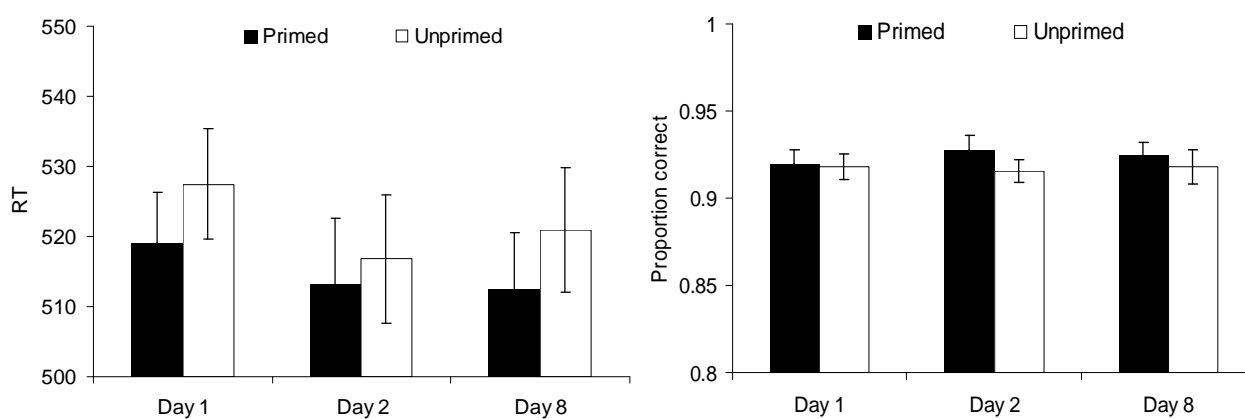 550
540
530
520
510
500
RT
Primed Unprimed
Day 1 Day 2 Day 8
1
0.95
0.9
0.85
0.8
Proportion correct
Primed Unprimed
Day 1 Day 2 Day 8